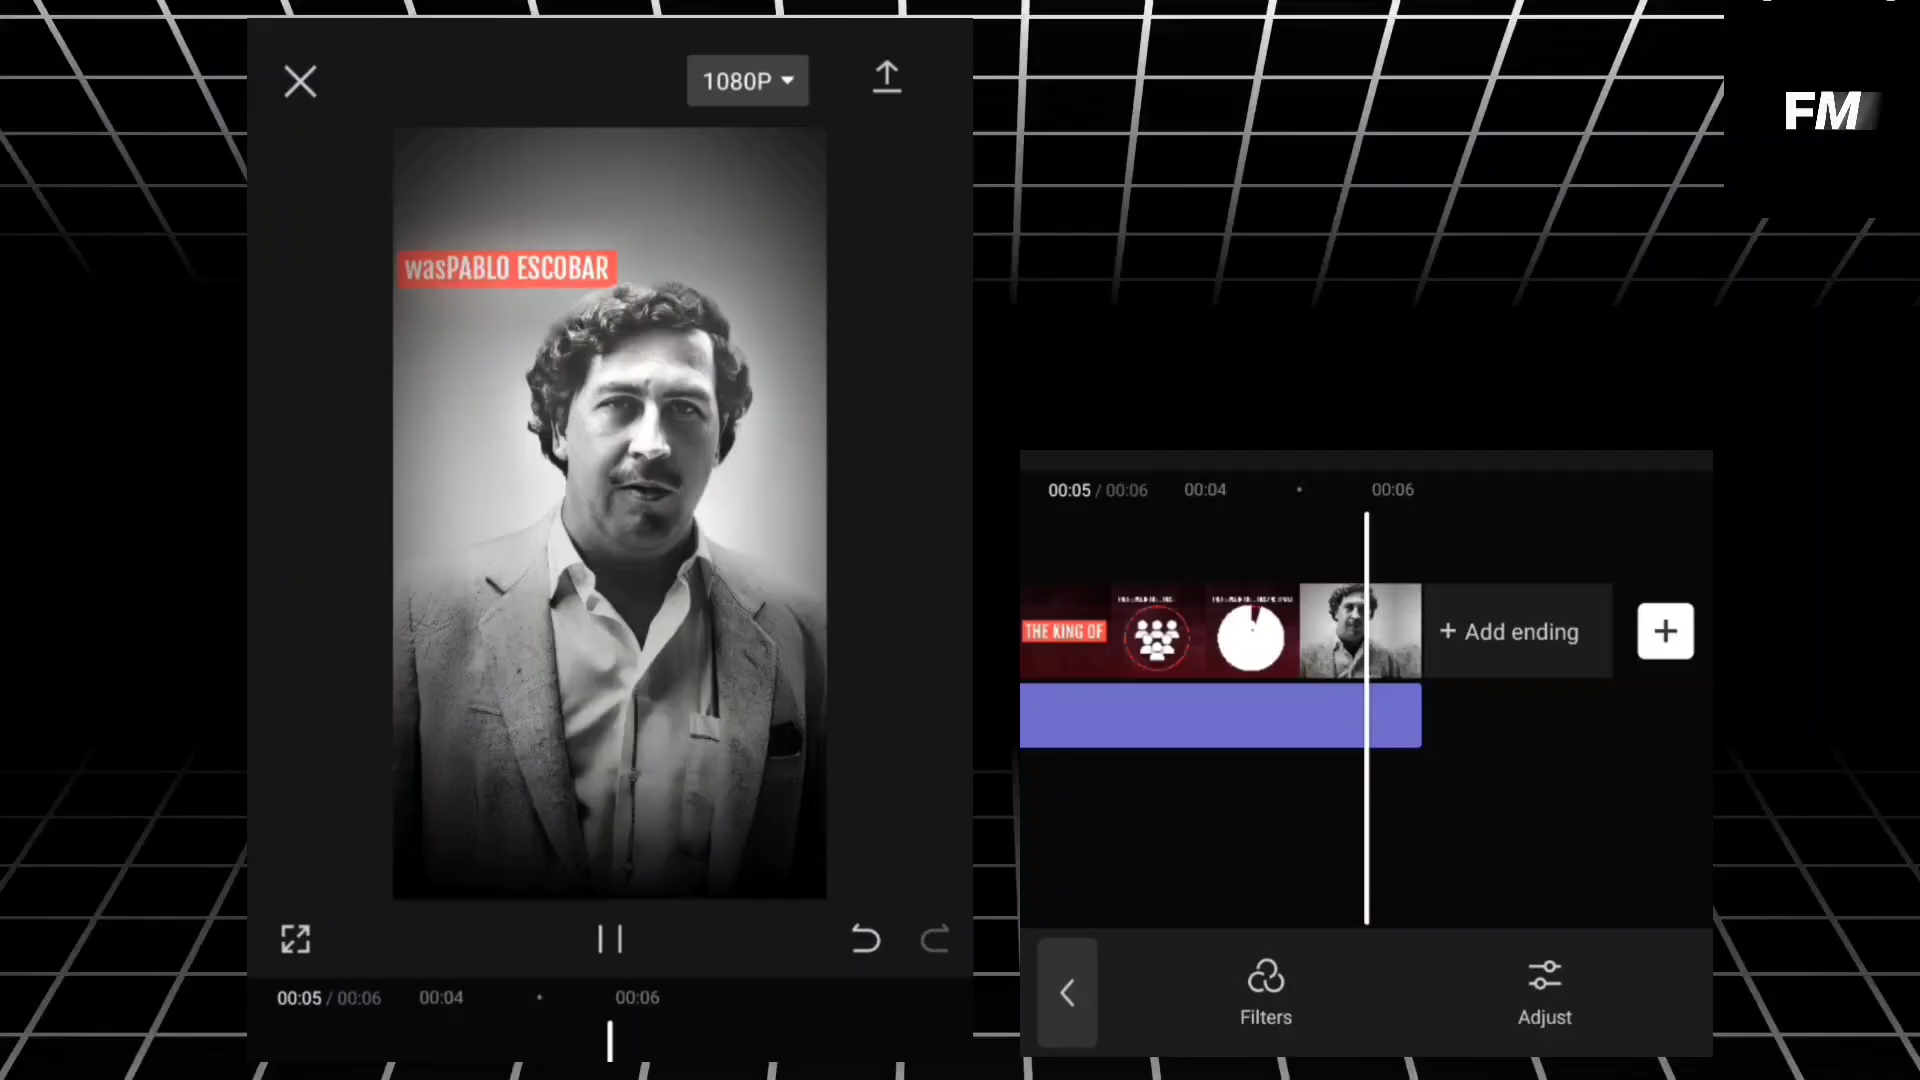 1080P
FM
wasPABLO ESCOBAR
00:05 / 00:06 00:04 00:06
THE KING OF
+ Add ending
+
Filters
Adjust
00:05 / 00:06 00:04 00:06